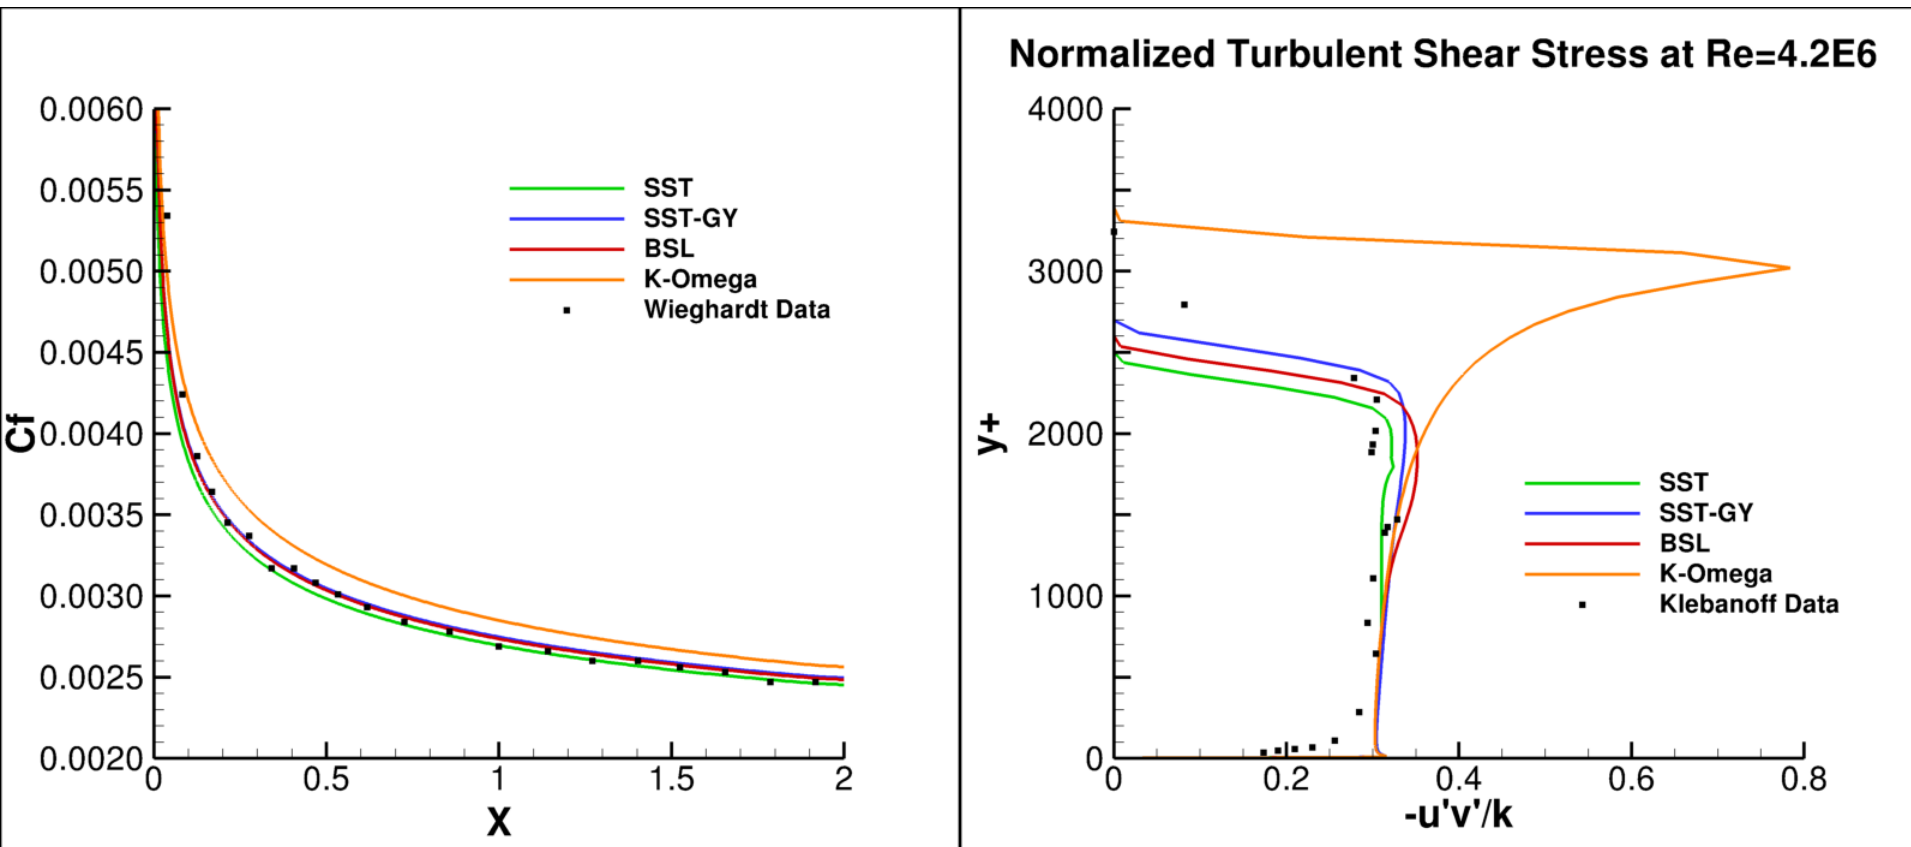 0.0060
0.0055
0.0050
0.0045
0.0040
0.0035
0.0030
0.0025
0.0020
Cf
0
0.5
1
1.5
2
X
SST
SST-GY
BSL
K-Omega
Wieghardt Data
Normalized Turbulent Shear Stress at Re=4.2E6
4000
3000
2000
1000
0
y+
0
0.2
0.4
0.6
0.8
-u'v'/k
SST
SST-GY
BSL
K-Omega
Klebanoff Data